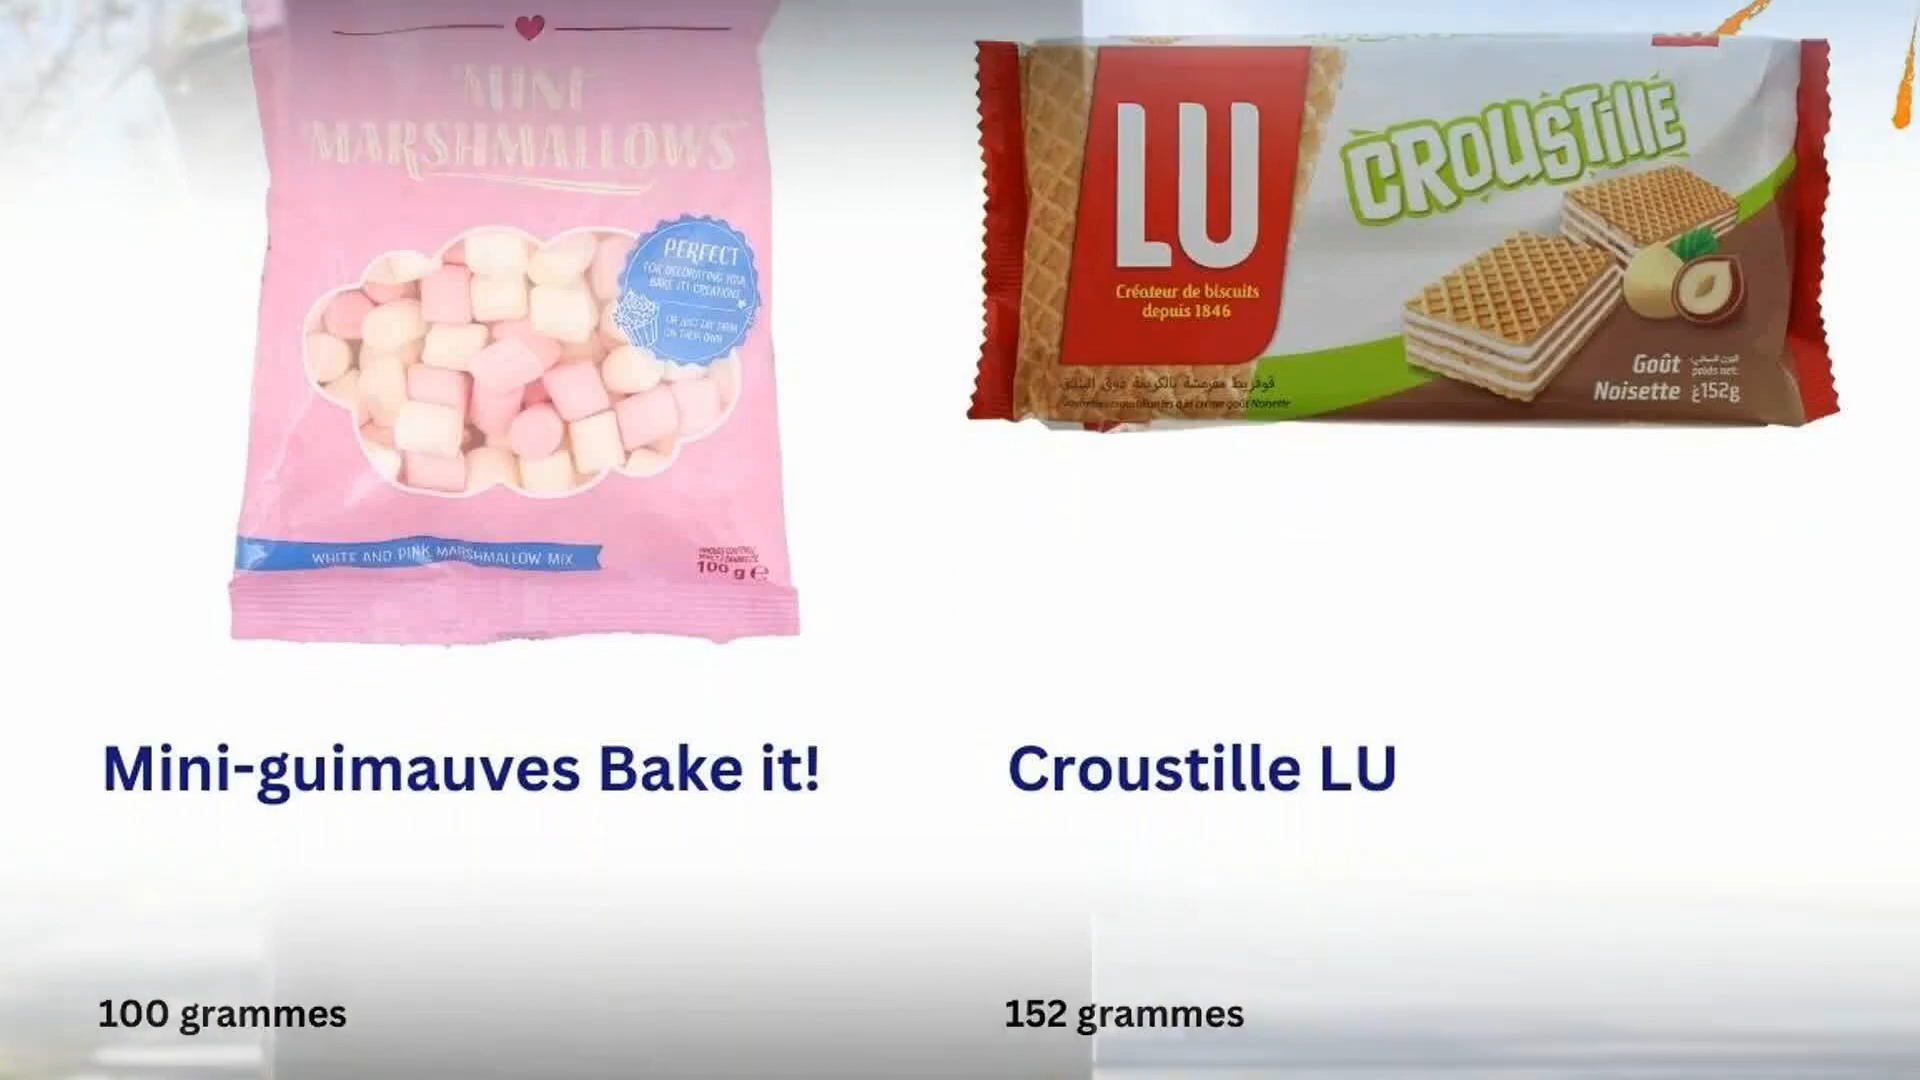 MINI
MARSHMALLOWS
PERFECT
FOR DECORATING YOUR
BAKE IT! CREATIONS
OR JUST EAT THEM
ON THEIR OWN
WHITE AND PINK MARSHMALLOW MIX
100 g e
LU
Créateur de biscuits
depuis 1846
CROUSTILLE
Goût
Noisette
poids net:
152g
Mini-guimauves Bake it!
Croustille LU
100 grammes
152 grammes